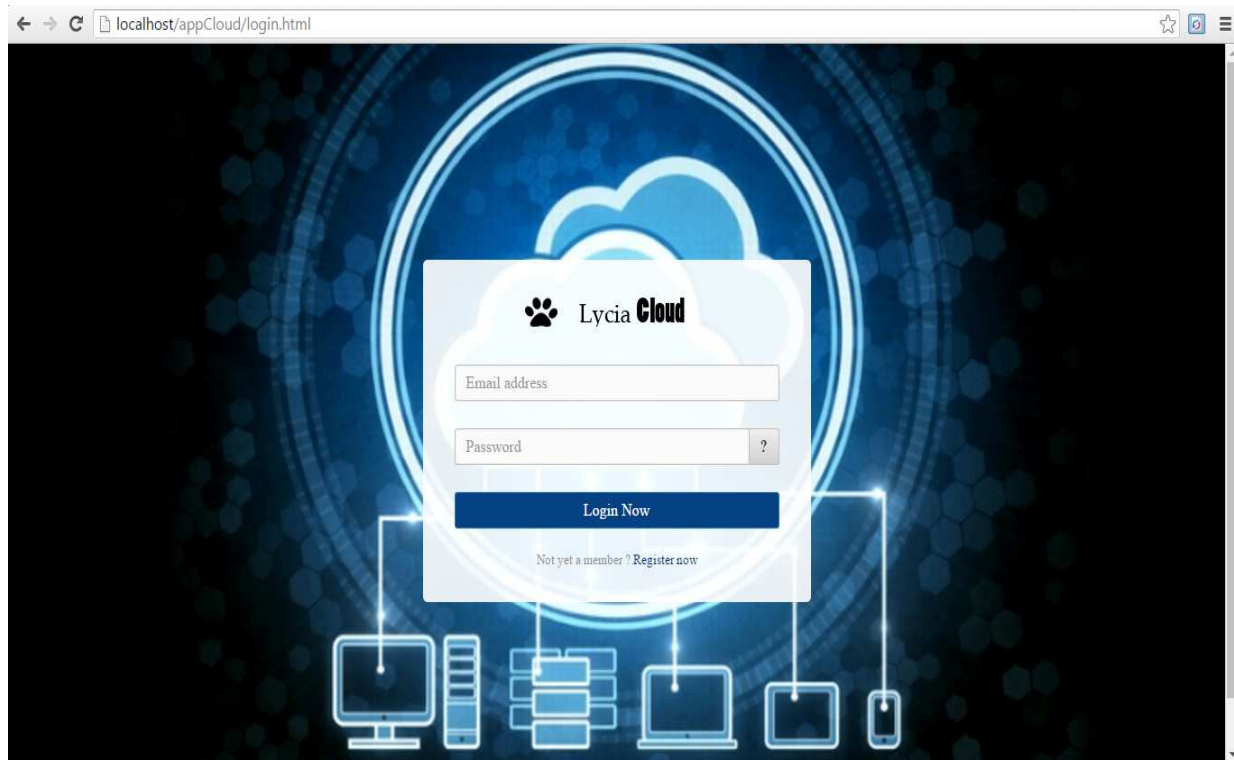 localhost/appCloud/login.html
Lycia Cloud
Email address
Password ?
Login Now
Not yet a member ? Register now